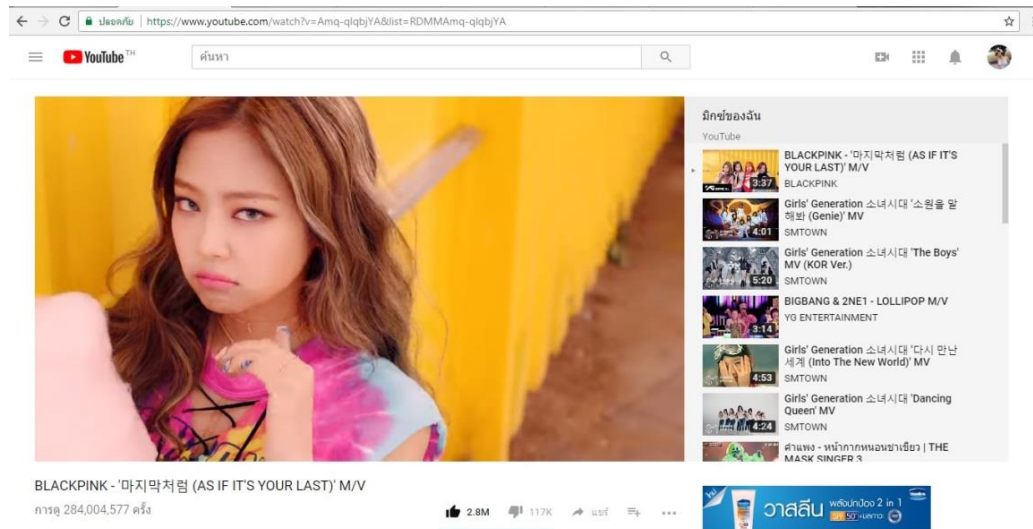 ปลอดภัย | https://www.youtube.com/watch?v=Amq-qlqbjYA&list=RDMMAmq-qlqbjYA
YouTube TH
ค้นหา
มิกซ์ของฉัน
YouTube
BLACKPINK - '마지막처럼 (AS IF IT'S
YOUR LAST)' M/V
BLACKPINK
3:37
Girls' Generation 소녀시대 '소원을 말
해봐 (Genie)' MV
SMTOWN
4:01
Girls' Generation 소녀시대 'The Boys'
MV (KOR Ver.)
SMTOWN
5:20
BIGBANG & 2NE1 - LOLLIPOP M/V
YG ENTERTAINMENT
3:14
Girls' Generation 소녀시대 '다시 만난
세계 (Into The New World)' MV
SMTOWN
4:53
Girls' Generation 소녀시대 'Dancing
Queen' MV
SMTOWN
4:24
คำแพง - หน้ากากหนอนชาเขียว | THE
MASK SINGER 3
BLACKPINK - '마지막처럼 (AS IF IT'S YOUR LAST)' M/V
การดู 284,004,577 ครั้ง
2.8M
117K
แชร์
วาสลีน
2 in 1
SPF 50